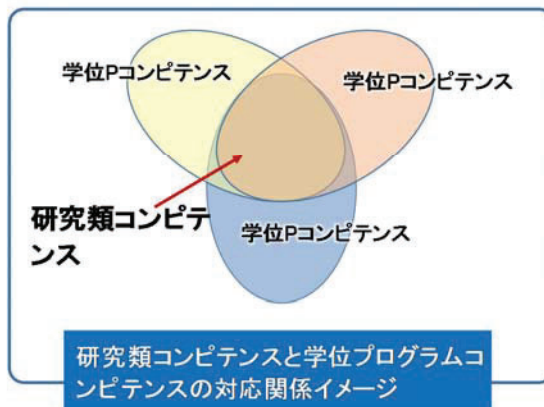 学位Pコンピテンス
学位Pコンピテンス
研究類コンピテ
ンス
学位Pコンピテンス
研究類コンピテンスと学位プログラムコ
ンピテンスの対応関係イメージ